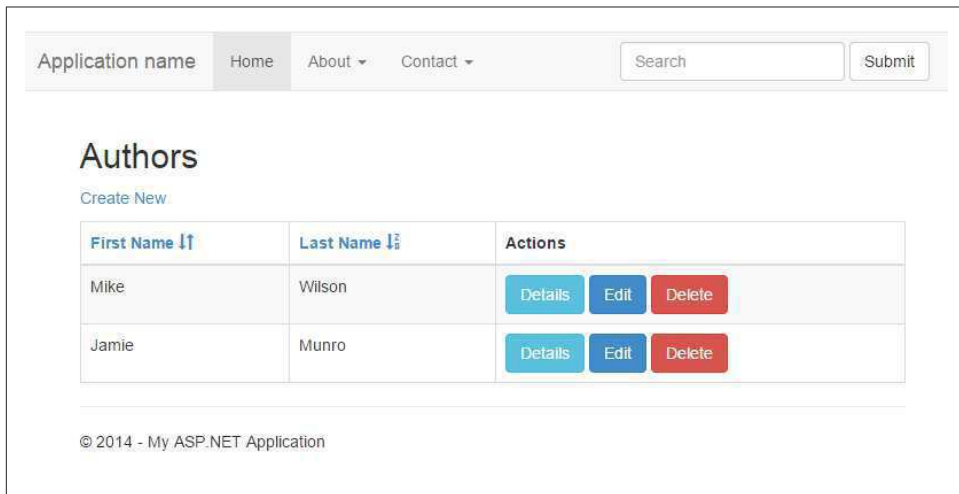 Application name Home About Contact Search Submit
Authors
Create New
First Name Last Name Actions
Mike Wilson Details Edit Delete
Jamie Munro Details Edit Delete
© 2014 - My ASP.NET Application